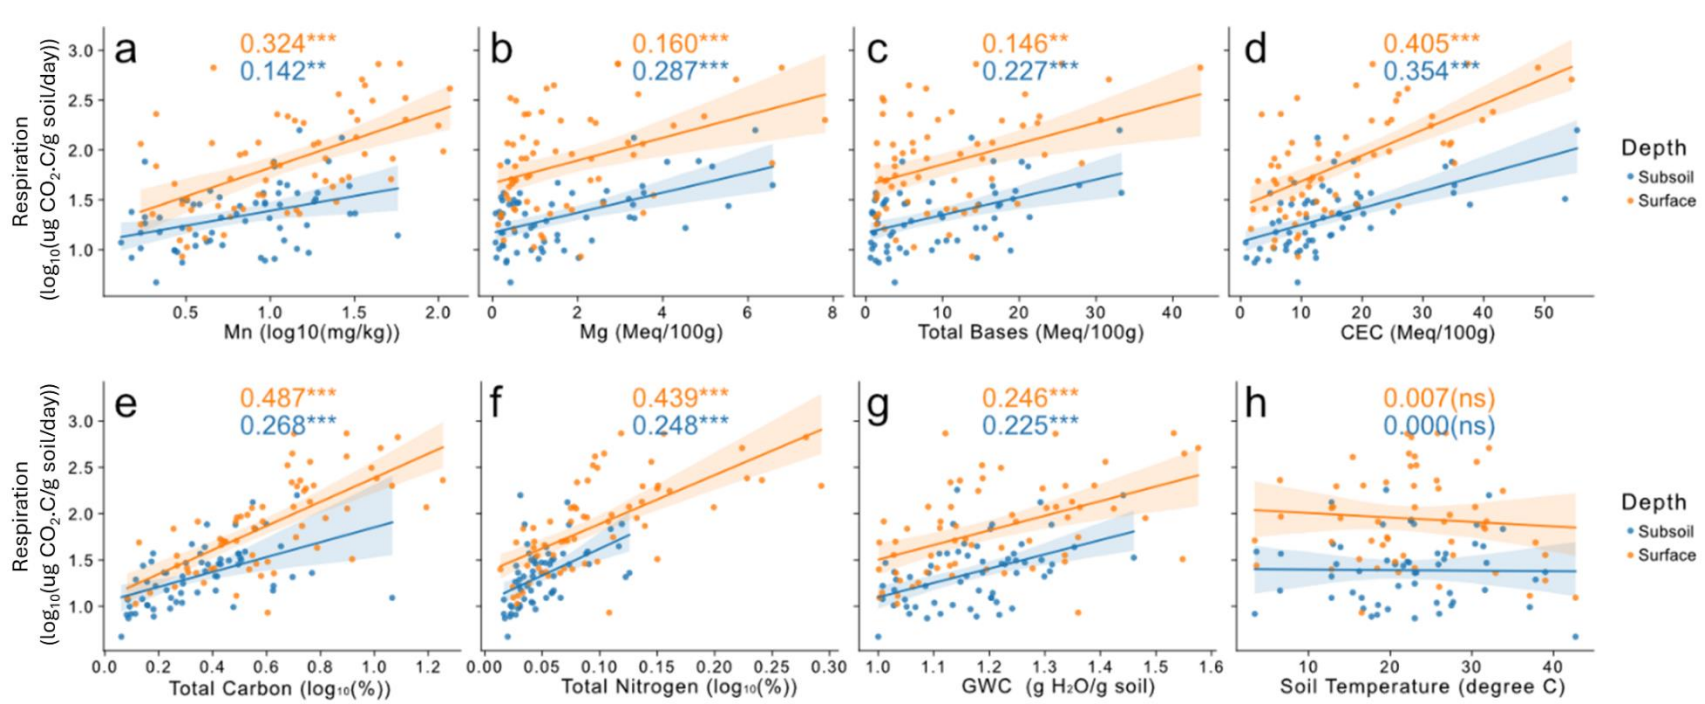 a
0.324***
0.142**
b
0.160***
0.287***
c
0.146**
0.227***
d
0.405***
0.354***
Respiration
(log₁₀(ug CO₂.C/g soil/day))
3.0
2.5
2.0
1.5
1.0
0.5 1.0 1.5 2.0
Mn (log10(mg/kg))
0 2 4 6 8
Mg (Meq/100g)
0 10 20 30 40
Total Bases (Meq/100g)
0 10 20 30 40 50
CEC (Meq/100g)
Depth
Subsoil
Surface
e
0.487***
0.268***
f
0.439***
0.248***
g
0.246***
0.225***
h
0.007(ns)
0.000(ns)
Respiration
(log₁₀(ug CO₂.C/g soil/day))
3.0
2.5
2.0
1.5
1.0
0.0 0.2 0.4 0.6 0.8 1.0 1.2
Total Carbon (log₁₀(%))
0.00 0.05 0.10 0.15 0.20 0.25 0.30
Total Nitrogen (log₁₀(%))
1.0 1.1 1.2 1.3 1.4 1.5 1.6
GWC (g H₂O/g soil)
10 20 30 40
Soil Temperature (degree C)
Depth
Subsoil
Surface